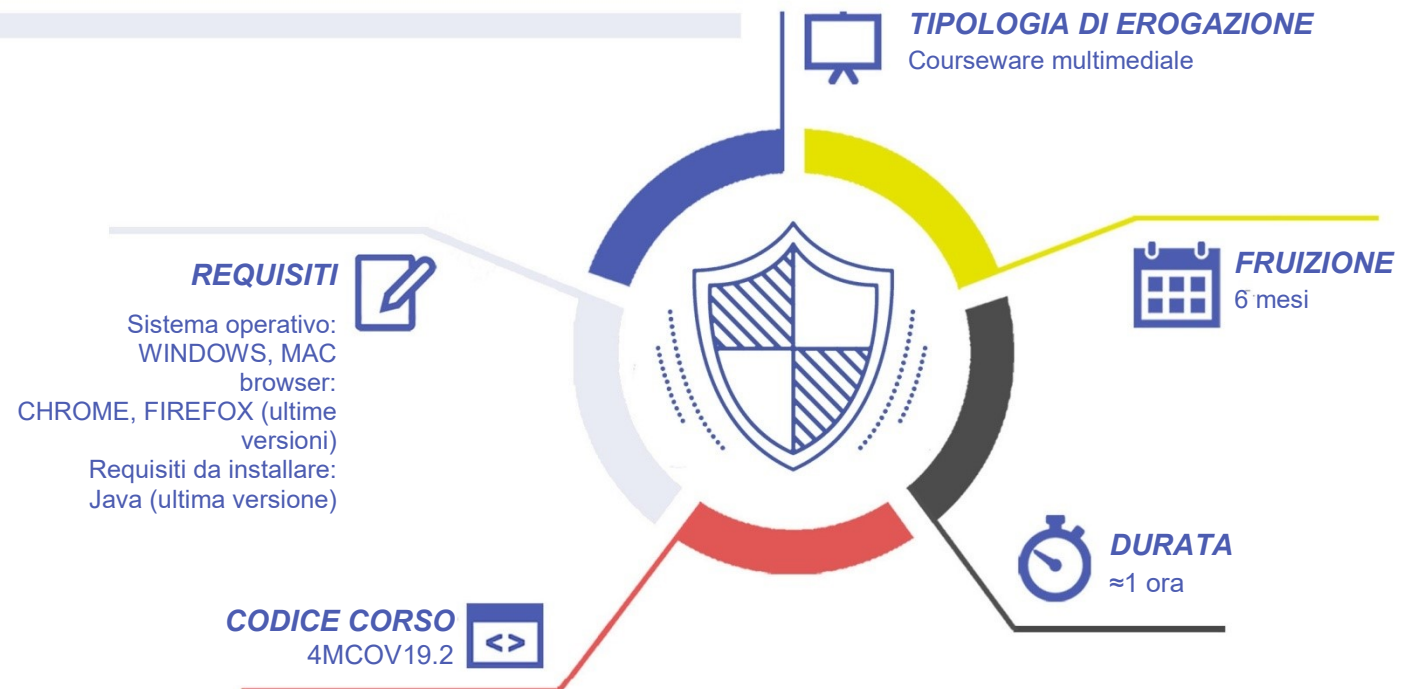 TIPOLOGIA DI EROGAZIONE
Courseware multimediale
REQUISITI
Sistema operativo:
WINDOWS, MAC
browser:
CHROME, FIREFOX (ultime
versioni)
Requisiti da installare:
Java (ultima versione)
FRUIZIONE
6 mesi
DURATA
≈1 ora
CODICE CORSO
4MCOV19.2